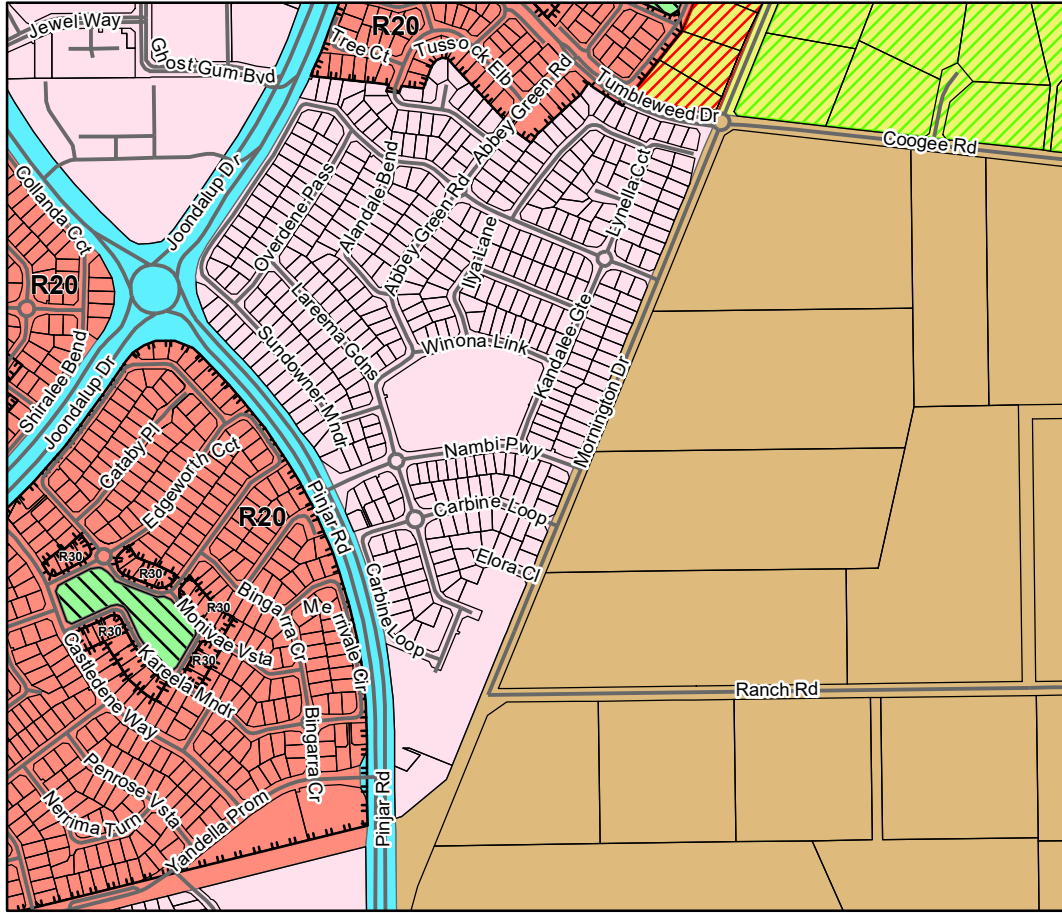 Jewel Way
Ghost Gum Bvd
R20
Tree Ct
Tussock Elb
Abbey Green Rd
Tumbleweed Dr
Coogee Rd
Collanda Cct
Joondalup Dr
Overdene Pass
Alandale Bend
Abbey Green Rd
Ilya Lane
Lynella Cct
R20
Lareema Gdns
Sundowner Mndr
Winona Link
Kandalee Gte
Mornington Dr
Shiralee Bend
Joondalup Dr
Cataby Pl
Edgeworth Cct
Nambi Pwy
Pinjar Rd
R20
Carbine Loop
Elora Cl
R30
R30
R30
R30
R30
Carbine Loop
Bingarra Cr
Merrivale Cir
Monivae Vsta
Kareela Mndr
Castledene Way
Ranch Rd
Bingarra Cr
Penrose Vsta
Nerrima Turn
Yandella Prom
Pinjar Rd